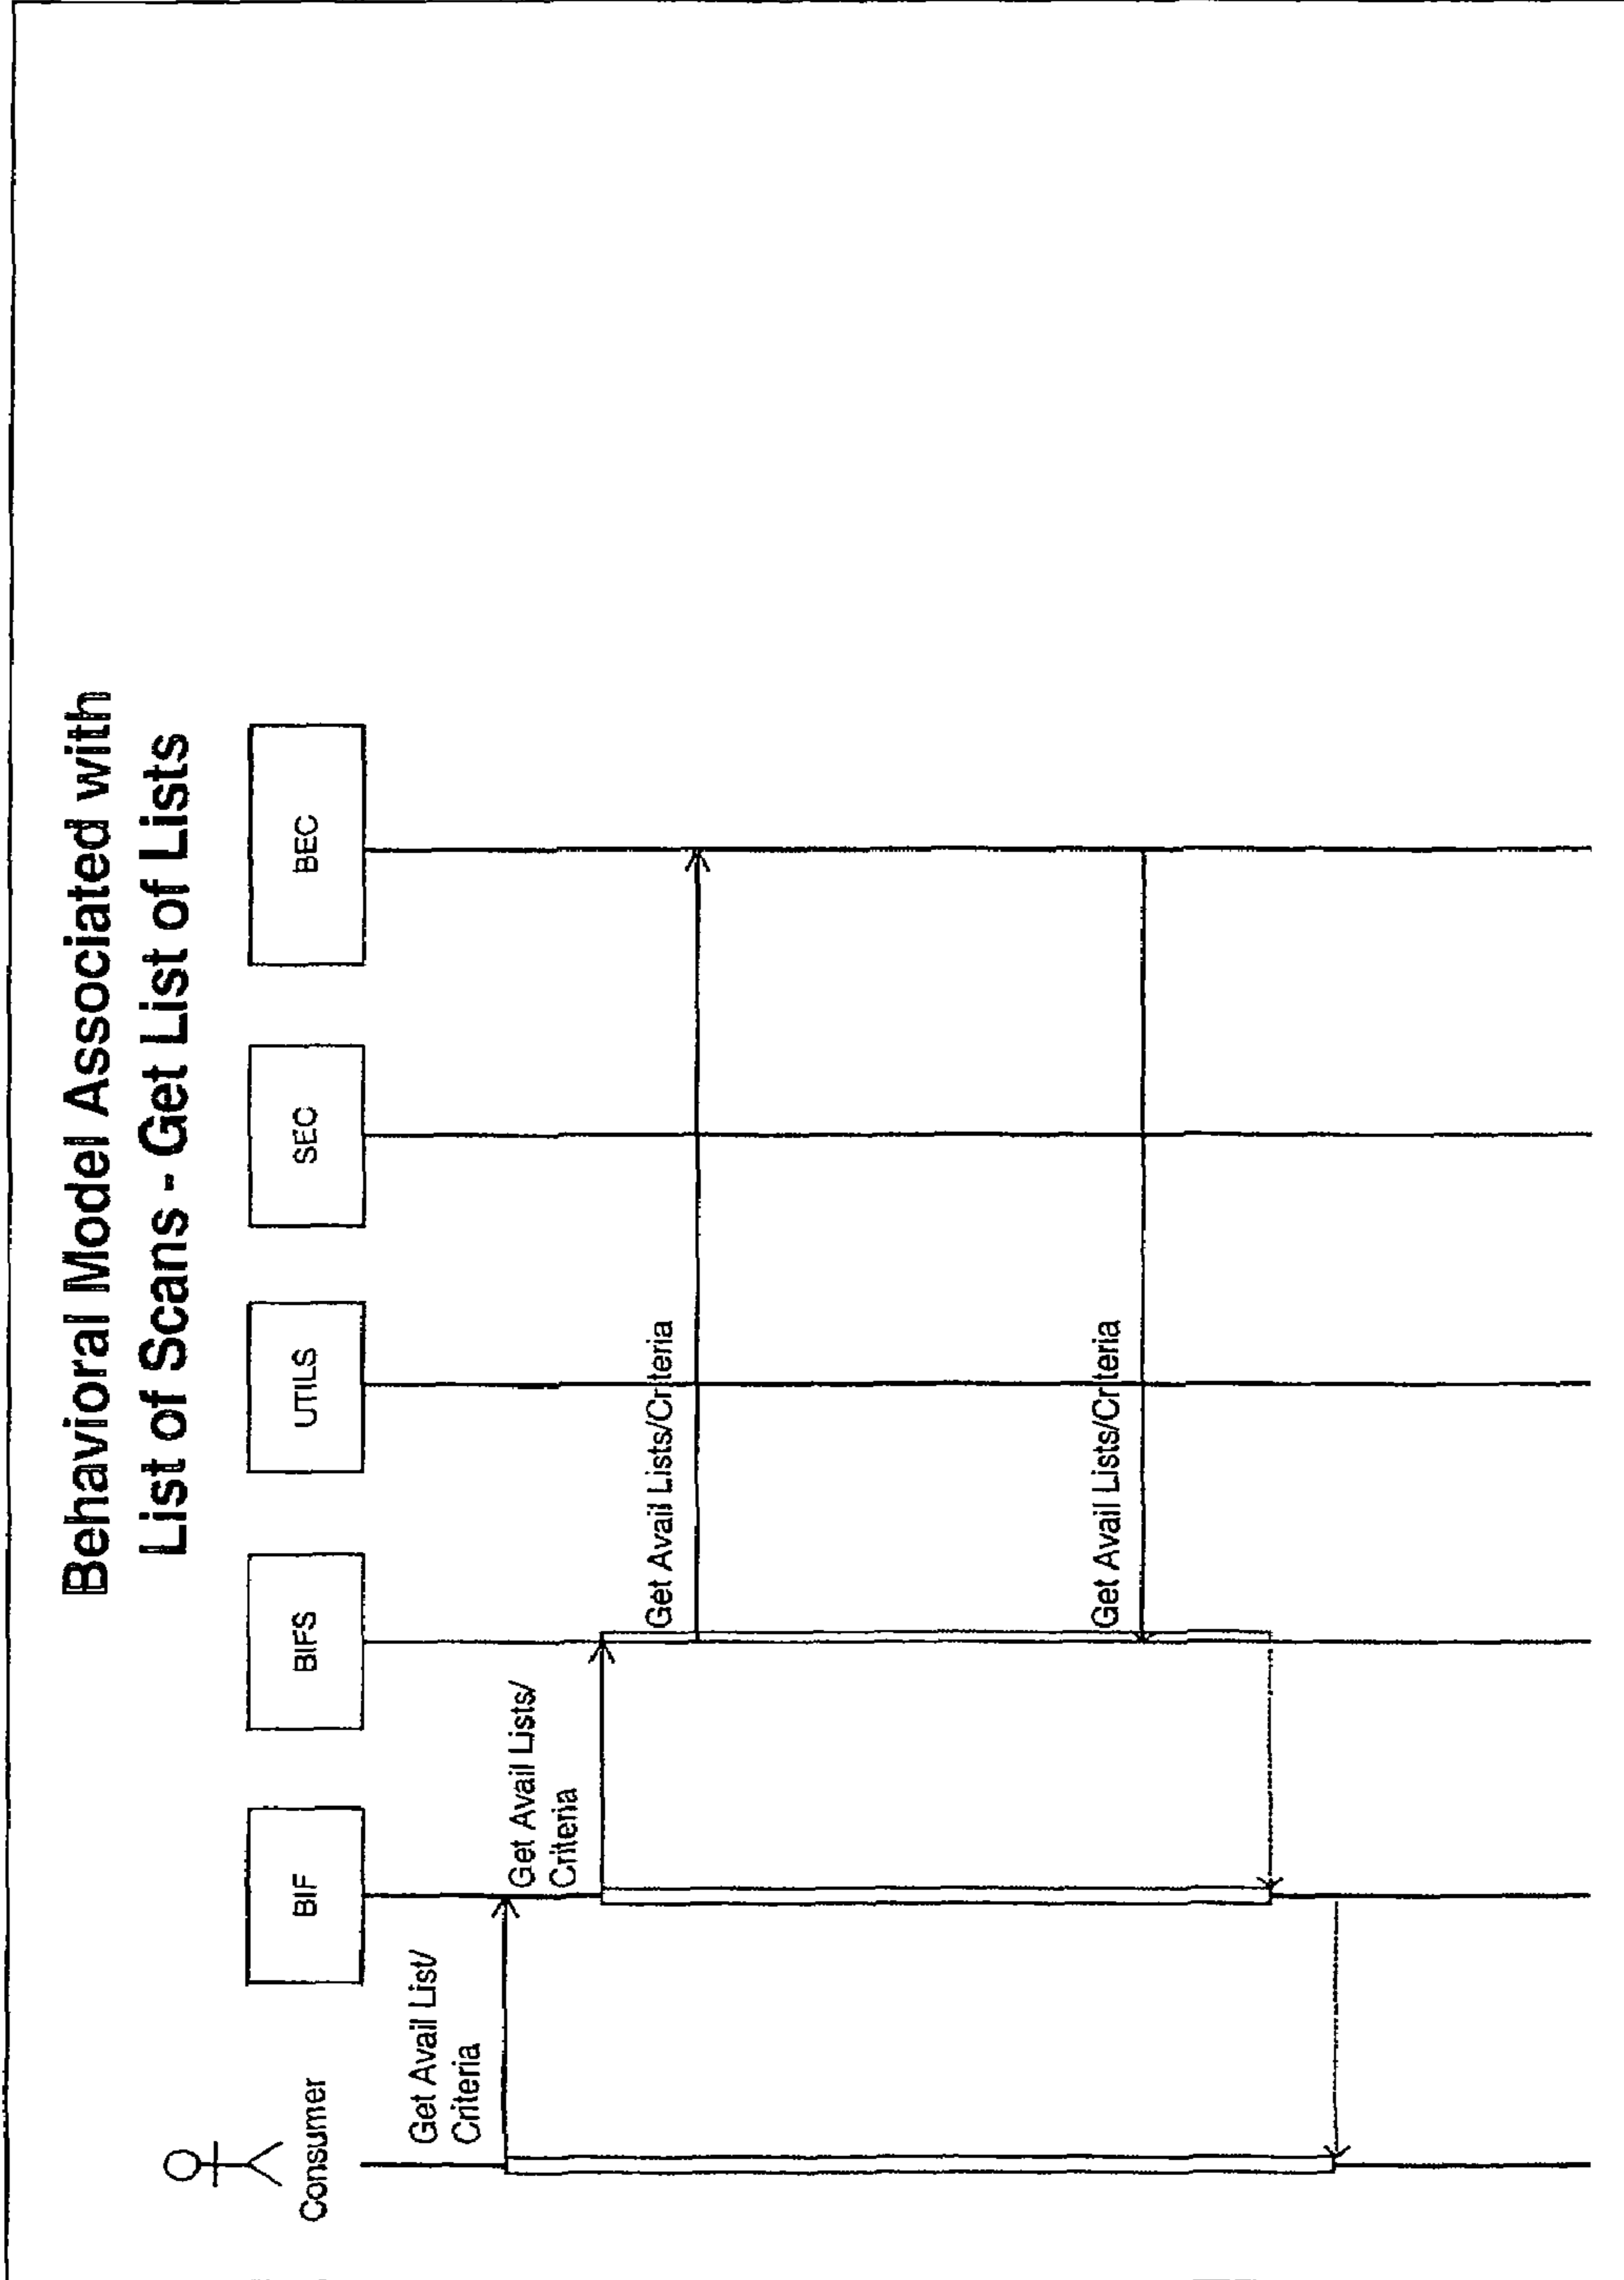 Behavioral Model Associated with
List of Scans - Get List of Lists
Consumer
BIF
BIFS
UTILS
SEC
BEC
Get Avail List/
Criteria
Get Avail Lists/
Criteria
Get Avail Lists/Criteria
Get Avail Lists/Criteria